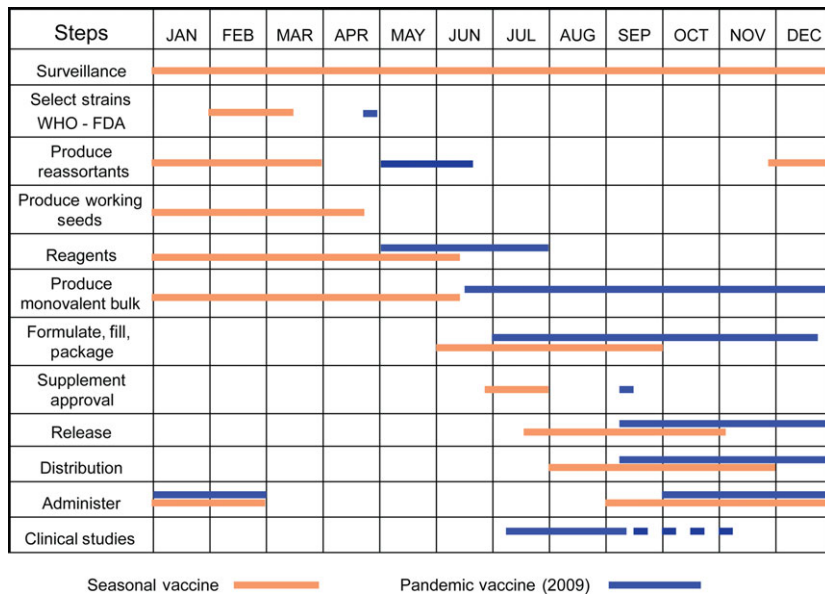 Steps JAN FEB MAR APR MAY JUN JUL AUG SEP OCT NOV DEC
Surveillance
Select strains
WHO - FDA
Produce
reassortants
Produce working
seeds
Reagents
Produce
monovalent bulk
Formulate, fill,
package
Supplement
approval
Release
Distribution
Administer
Clinical studies
Seasonal vaccine Pandemic vaccine (2009)